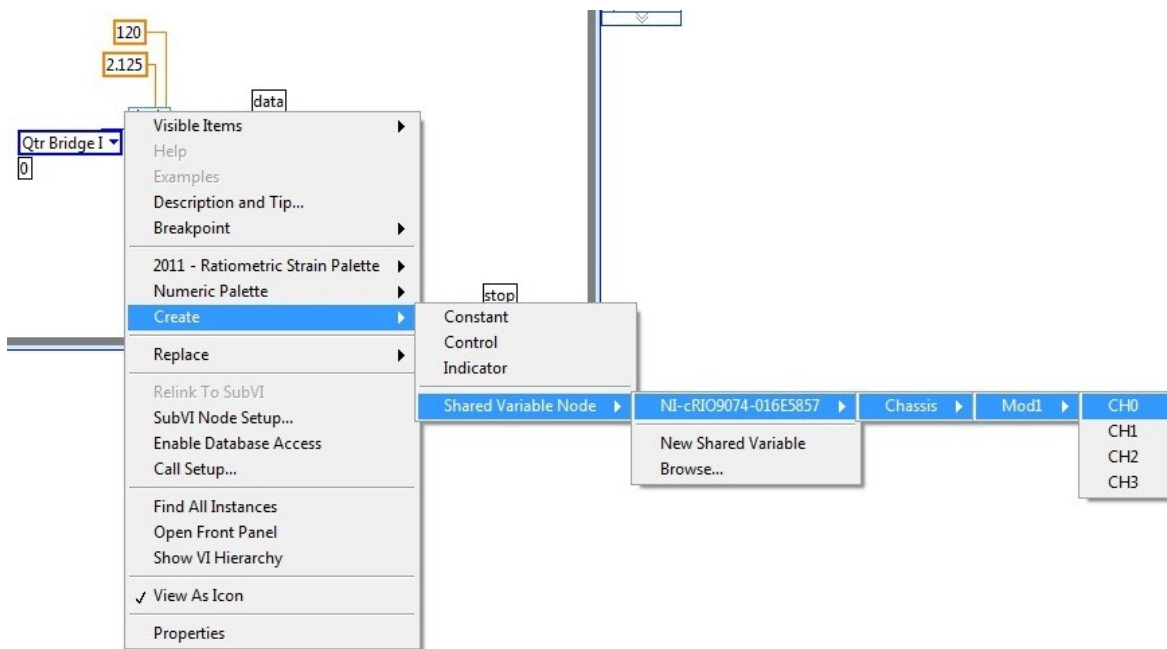 120
2.125
data
Qtr Bridge I
0
stop
Visible Items
Help
Examples
Description and Tip...
Breakpoint
2011 - Ratiometric Strain Palette
Numeric Palette
Create
Replace
Relink To SubVI
SubVI Node Setup...
Enable Database Access
Call Setup...
Find All Instances
Open Front Panel
Show VI Hierarchy
View As Icon
Properties
Constant
Control
Indicator
Shared Variable Node
NI-cRIO9074-016E5857
New Shared Variable
Browse...
Chassis
Mod1
CH0
CH1
CH2
CH3